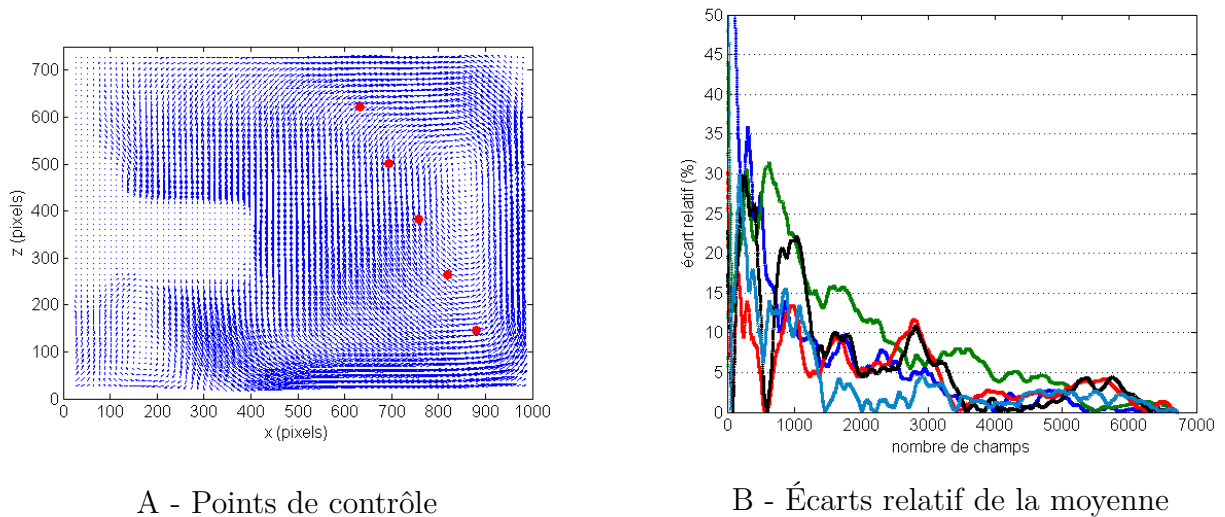 700
600
500
400
300
200
100
0
z (pixels)
0 100 200 300 400 500 600 700 800 900 1000
x (pixels)
A - Points de contrôle
50
45
40
35
30
25
20
15
10
5
0
écart relatif (%)
0 1000 2000 3000 4000 5000 6000 7000
nombre de champs
B - Écarts relatif de la moyenne